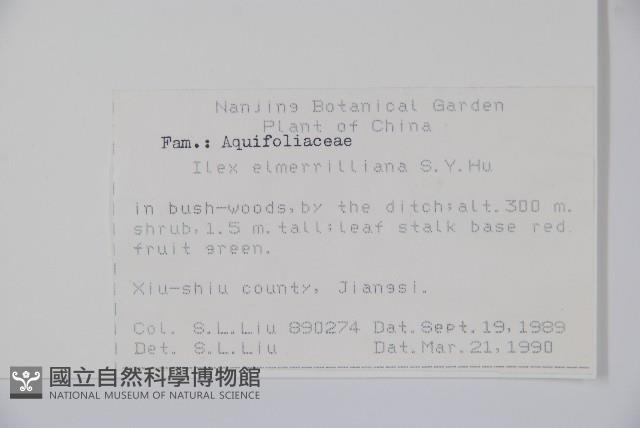 Nanjing Botanical Garden
Plant of China
Fam.: Aquifoliaceae
Ilex elmerrilliana S.Y.Hu
in bush-woods, by the ditch; alt. 300 m.
shrub, 1.5 m. tall; leaf stalk base red.
fruit green.
Xiu-shiu county, Jiangsi.
Col. S.L.Liu 890274 Dat. Sept. 19, 1989
Det. S.L.Liu Dat. Mar. 21, 1990
國立自然科學博物館
NATIONAL MUSEUM OF NATURAL SCIENCE